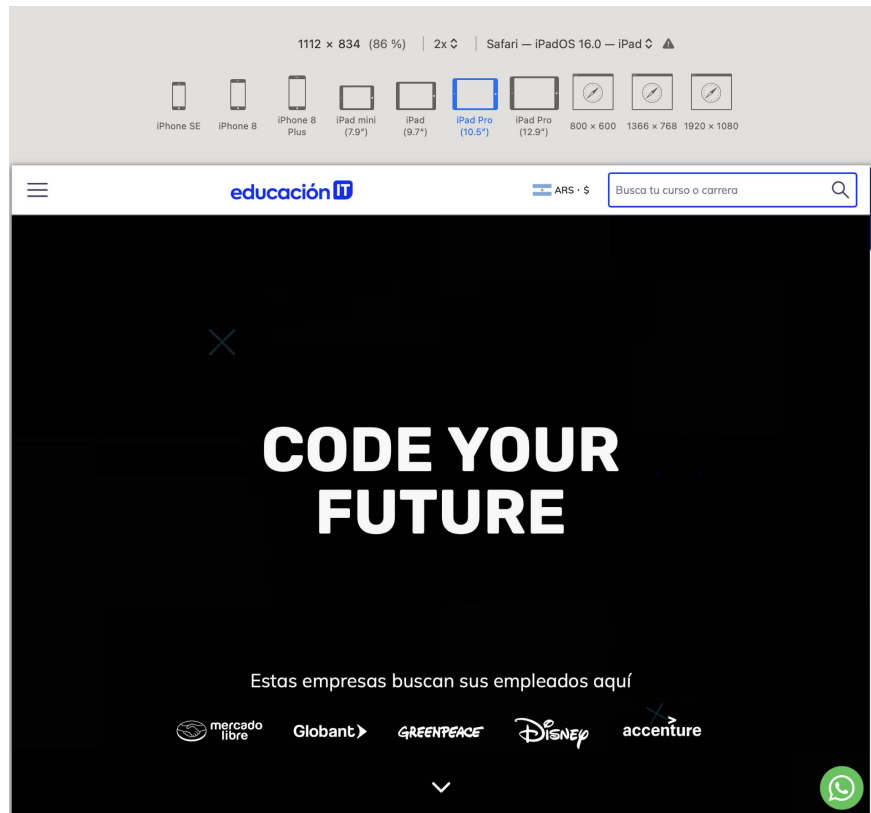 1112 × 834 (86 %) 2x Safari — iPadOS 16.0 — iPad
iPhone SE
iPhone 8
iPhone 8
Plus
iPad mini
(7.9")
iPad
(9.7")
iPad Pro
(10.5")
iPad Pro
(12.9")
800 × 600
1366 × 768
1920 × 1080
educación IT
ARS · $
Busca tu curso o carrera
CODE YOUR
FUTURE
Estas empresas buscan sus empleados aquí
mercado
libre
Globant
GREENPEACE
Disney
accenture